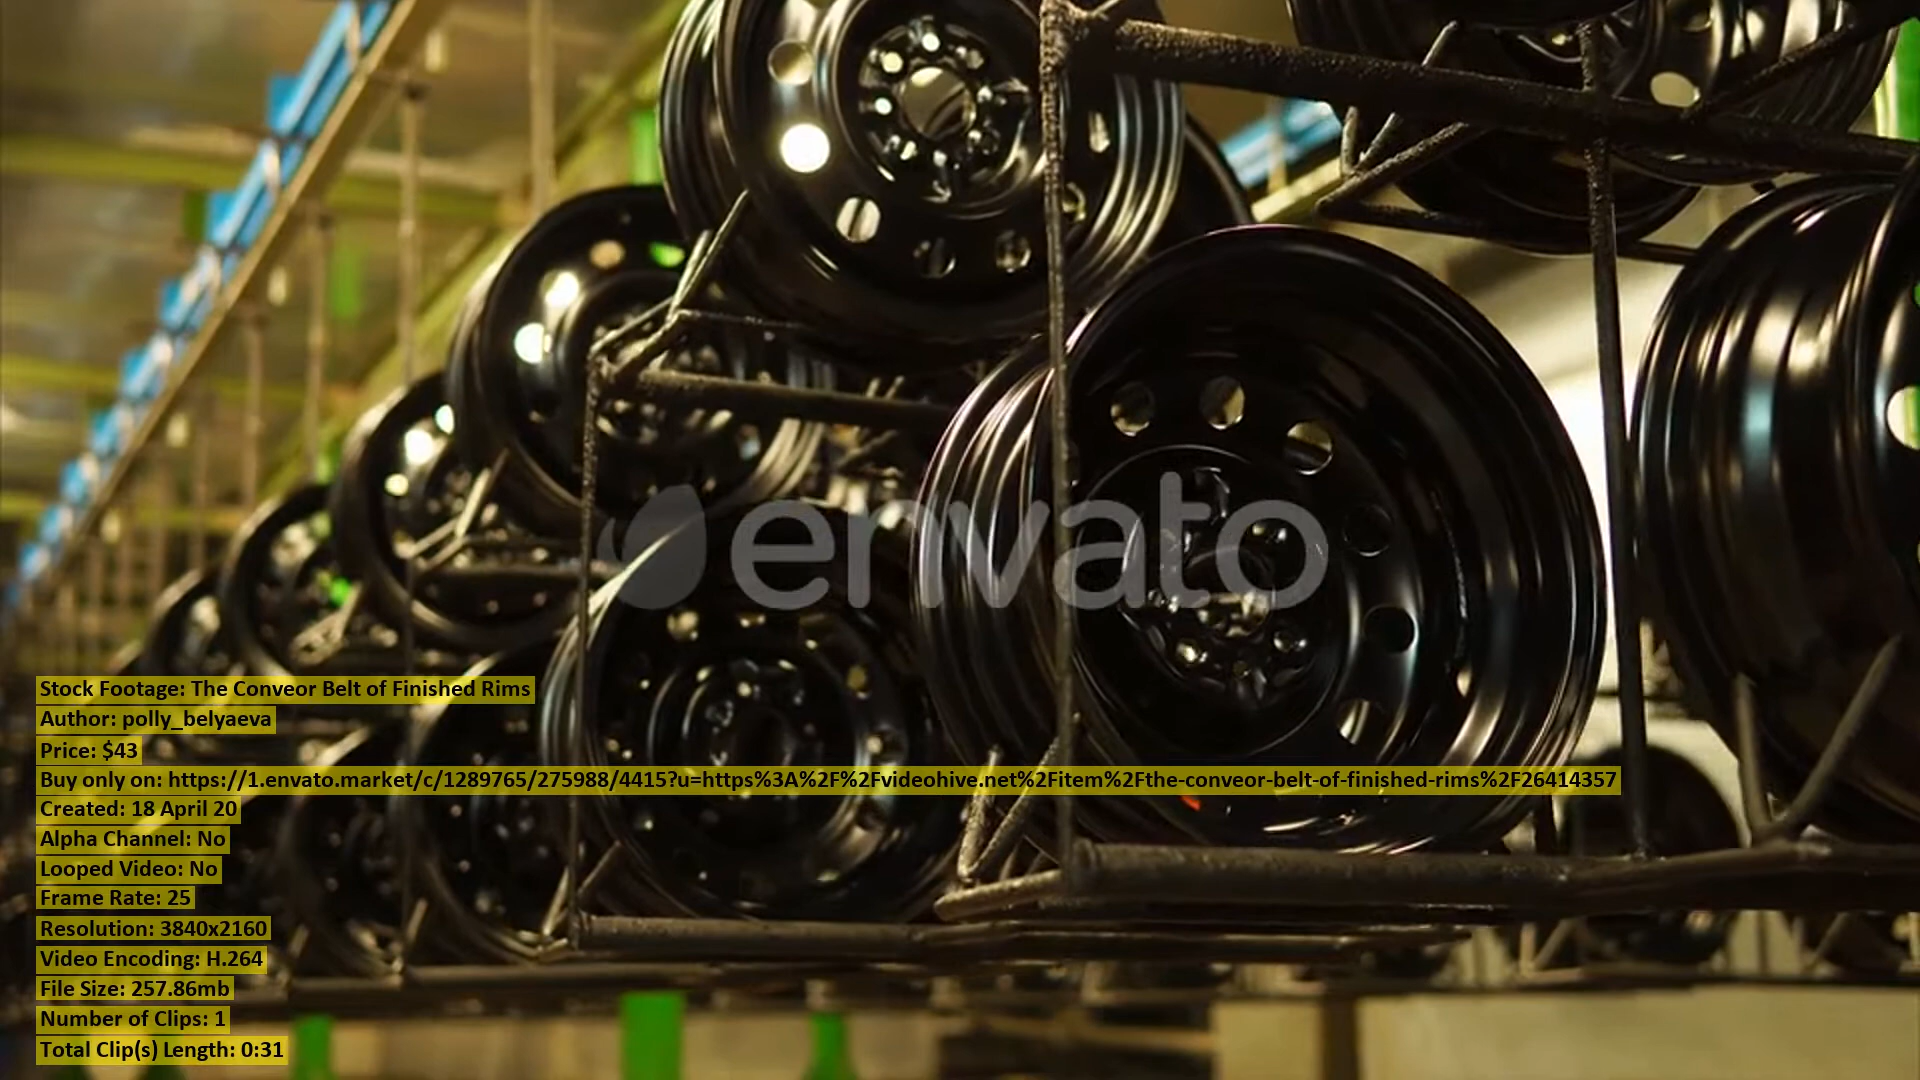 envato
Stock Footage: The Conveor Belt of Finished Rims
Author: polly_belyaeva
Price: $43
Buy only on: https://1.envato.market/c/1289765/275988/4415?u=https%3A%2F%2Fvideohive.net%2Fitem%2Fthe-conveor-belt-of-finished-rims%2F26414357
Created: 18 April 20
Alpha Channel: No
Looped Video: No
Frame Rate: 25
Resolution: 3840x2160
Video Encoding: H.264
File Size: 257.86mb
Number of Clips: 1
Total Clip(s) Length: 0:31